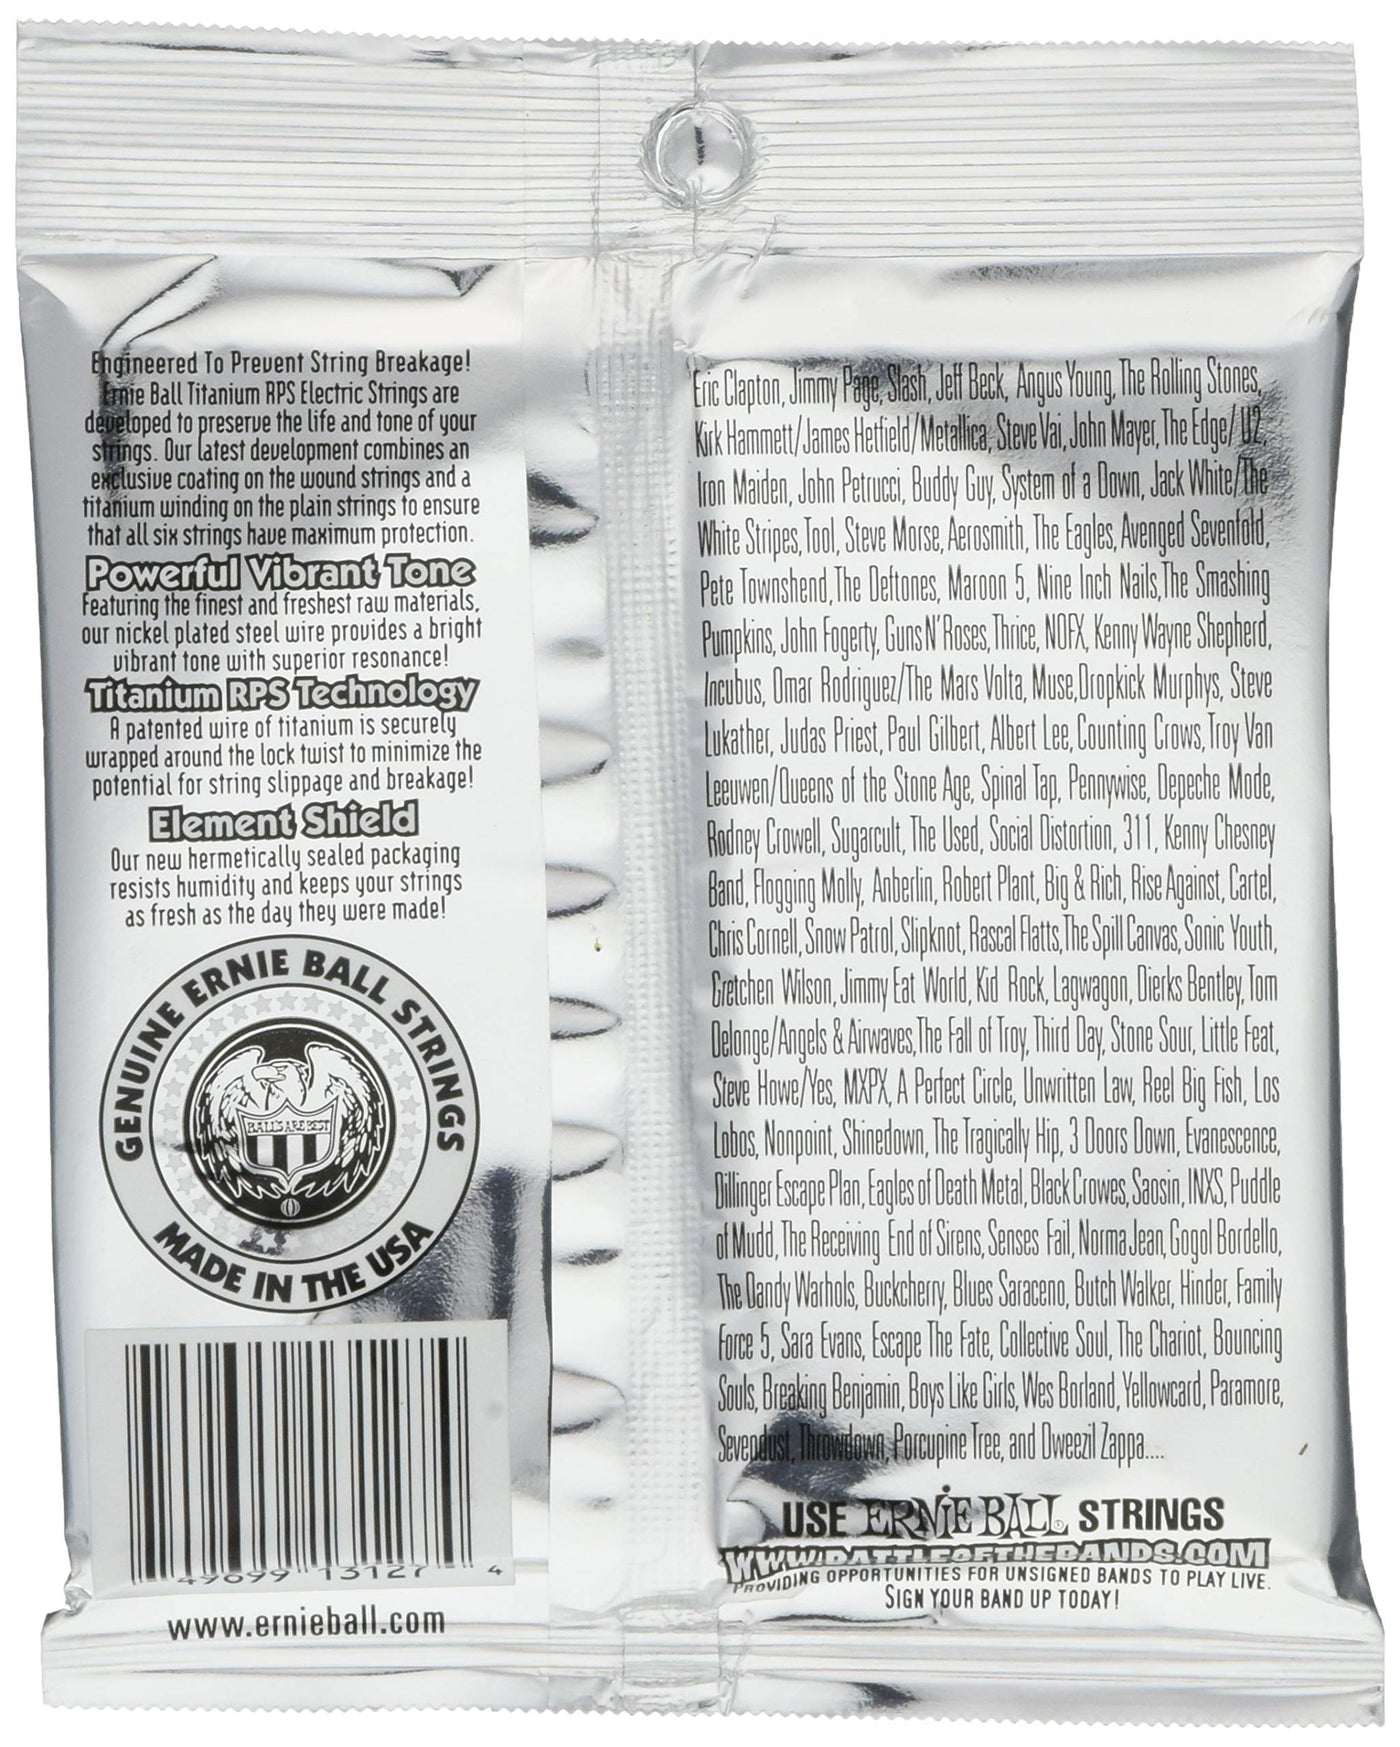 Engineered To Prevent String Breakage!
Ernie Ball Titanium RPS Electric Strings are
developed to preserve the life and tone of your
strings. Our latest development combines an
exclusive coating on the wound strings and a
titanium winding on the plain strings to ensure
that all six strings have maximum protection.
Powerful Vibrant Tone
Featuring the finest and freshest raw materials,
our nickel plated steel wire provides a bright
vibrant tone with superior resonance!
Titanium RPS Technology
A patented wire of titanium is securely
wrapped around the lock twist to minimize the
potential for string slippage and breakage!
Element Shield
Our new hermetically sealed packaging
resists humidity and keeps your strings
as fresh as the day they were made!
GENUINE ERNIE BALL STRINGS
BALLS ARE BEST
MADE IN THE USA
49699 13127 4
www.ernieball.com
Eric Clapton, Jimmy Page, Slash, Jeff Beck, Angus Young, The Rolling Stones,
Kirk Hammett/James Hetfield/Metallica, Steve Vai, John Mayer, The Edge/ U2,
Iron Maiden, John Petrucci, Buddy Guy, System of a Down, Jack White/The
White Stripes, Tool, Steve Morse, Aerosmith, The Eagles, Avenged Sevenfold,
Pete Townshend, The Deftones, Maroon 5, Nine Inch Nails, The Smashing
Pumpkins, John Fogerty, Guns N' Roses, Thrice, NOFX, Kenny Wayne Shepherd,
Incubus, Omar Rodriguez/The Mars Volta, Muse, Dropkick Murphys, Steve
Lukather, Judas Priest, Paul Gilbert, Albert Lee, Counting Crows, Troy Van
Leeuwen/Queens of the Stone Age, Spinal Tap, Pennywise, Depeche Mode,
Rodney Crowell, Sugarcult, The Used, Social Distortion, 311, Kenny Chesney
Band, Flogging Molly, Anberlin, Robert Plant, Big & Rich, Rise Against, Cartel,
Chris Cornell, Snow Patrol, Slipknot, Rascal Flatts, The Spill Canvas, Sonic Youth,
Gretchen Wilson, Jimmy Eat World, Kid Rock, Lagwagon, Dierks Bentley, Tom
Delonge/Angels & Airwaves, The Fall of Troy, Third Day, Stone Sour, Little Feat,
Steve Howe/Yes, MXPX, A Perfect Circle, Unwritten Law, Reel Big Fish, Los
Lobos, Nonpoint, Shinedown, The Tragically Hip, 3 Doors Down, Evanescence,
Dillinger Escape Plan, Eagles of Death Metal, Black Crowes, Saosin, INXS, Puddle
of Mudd, The Receiving End of Sirens, Senses Fail, Norma Jean, Gogol Bordello,
The Dandy Warhols, Buckcherry, Blues Saraceno, Butch Walker, Hinder, Family
Force 5, Sara Evans, Escape The Fate, Collective Soul, The Chariot, Bouncing
Souls, Breaking Benjamin, Boys Like Girls, Wes Borland, Yellowcard, Paramore,
Sevendust, Throwdown, Porcupine Tree, and Dweezil Zappa....
USE ERNIE BALL STRINGS
WWW.BATTLEOFTHEBANDS.COM
PROVIDING OPPORTUNITIES FOR UNSIGNED BANDS TO PLAY LIVE.
SIGN YOUR BAND UP TODAY!